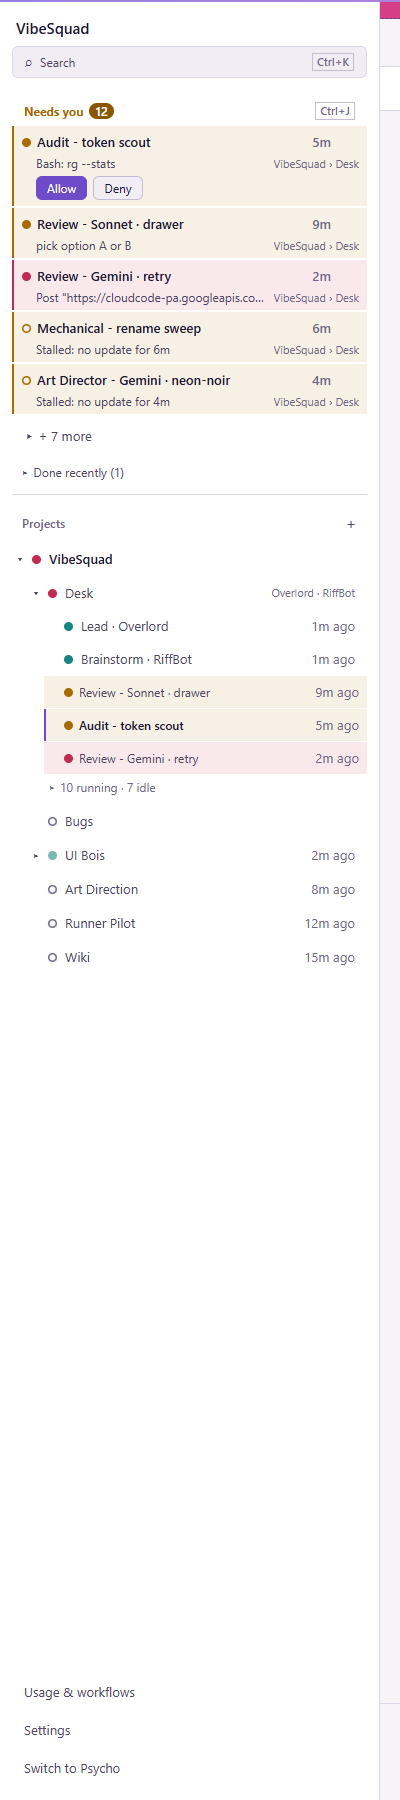 VibeSquad
Search Ctrl+K
Needs you 12 Ctrl+J
Audit - token scout 5m
Bash: rg --stats VibeSquad › Desk
Allow Deny
Review - Sonnet · drawer 9m
pick option A or B VibeSquad › Desk
Review - Gemini · retry 2m
Post "https://cloudcode-pa.googleapis.co... VibeSquad › Desk
Mechanical - rename sweep 6m
Stalled: no update for 6m VibeSquad › Desk
Art Director - Gemini · neon-noir 4m
Stalled: no update for 4m VibeSquad › Desk
+ 7 more
Done recently (1)
Projects +
VibeSquad
Desk Overlord · RiffBot
Lead · Overlord 1m ago
Brainstorm · RiffBot 1m ago
Review - Sonnet · drawer 9m ago
Audit - token scout 5m ago
Review - Gemini · retry 2m ago
10 running · 7 idle
Bugs
UI Bois 2m ago
Art Direction 8m ago
Runner Pilot 12m ago
Wiki 15m ago
Usage & workflows
Settings
Switch to Psycho